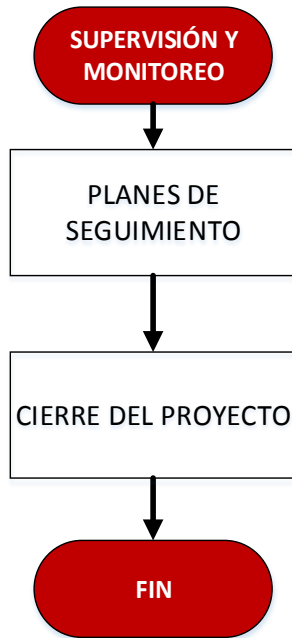 SUPERVISIÓN Y
MONITOREO
PLANES DE
SEGUIMIENTO
CIERRE DEL PROYECTO
FIN